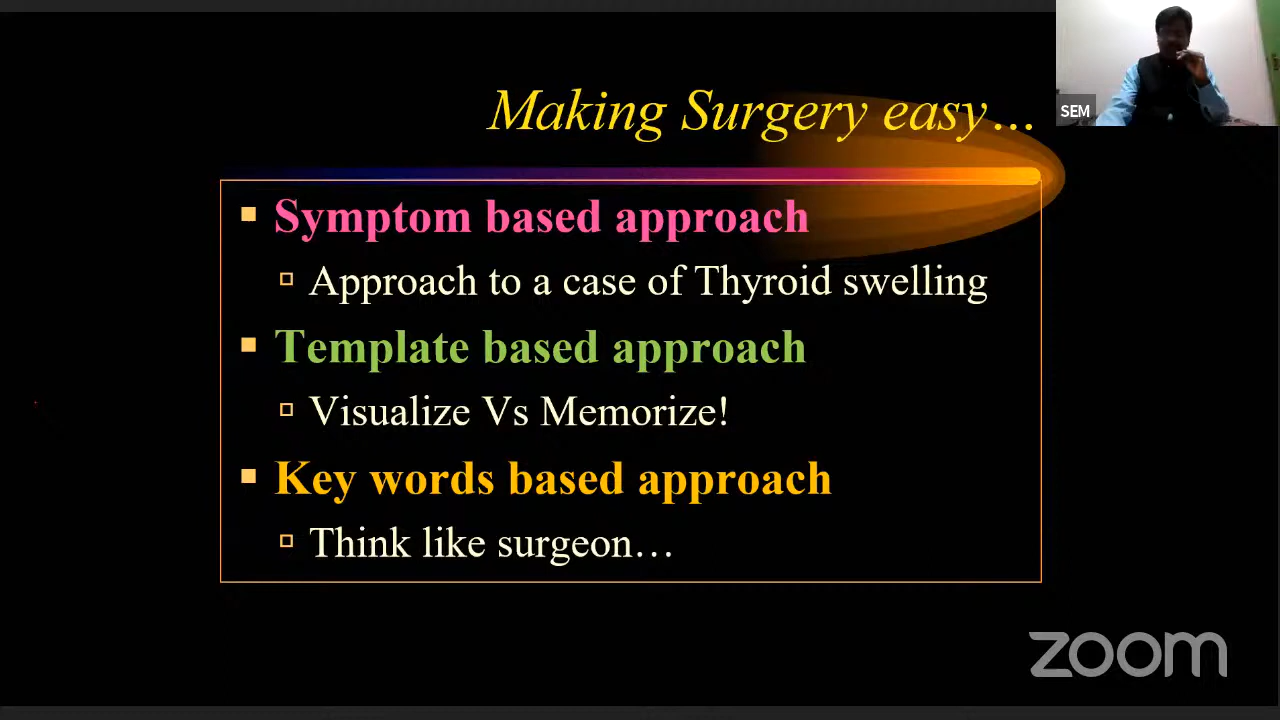 Making Surgery easy…
SEM
Symptom based approach
Approach to a case of Thyroid swelling
Template based approach
Visualize Vs Memorize!
Key words based approach
Think like surgeon…
zoom